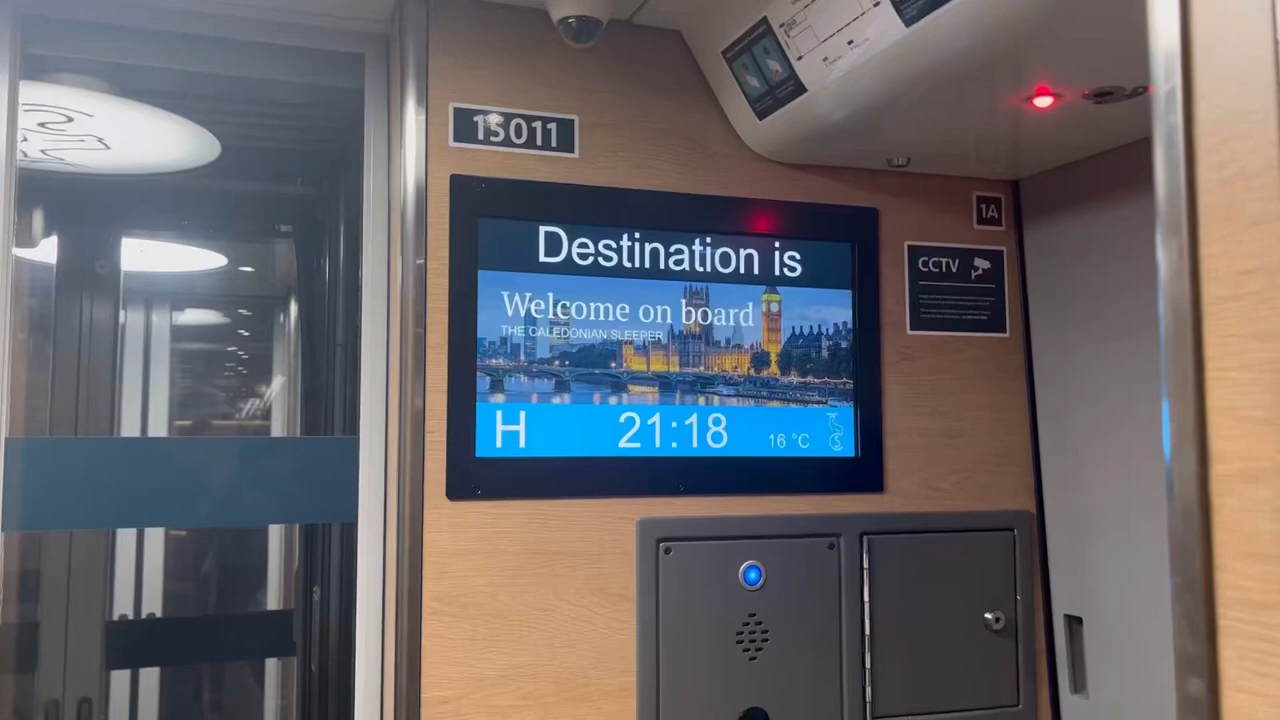 15011
1A
Destination is
CCTV
Welcome on board
THE CALEDONIAN SLEEPER
H 21:18 16 °C